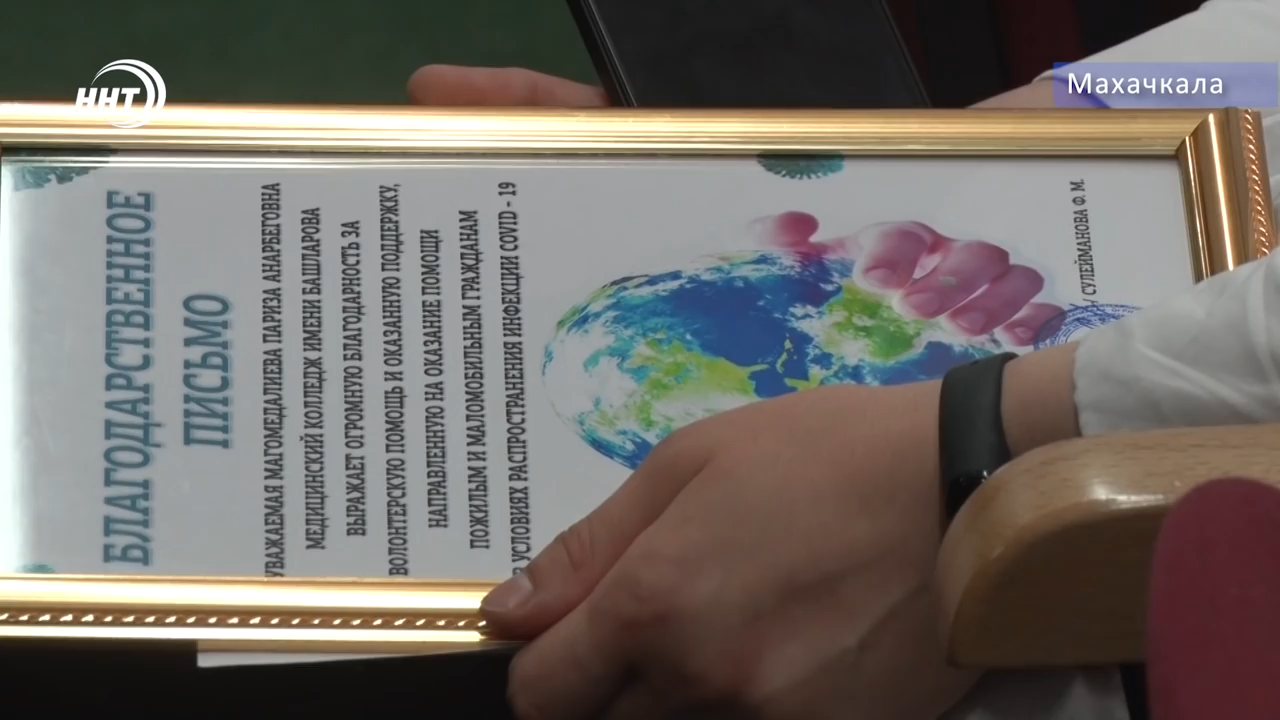 ННТ
Махачкала
БЛАГОДАРСТВЕННОЕ
ПИСЬМО
УВАЖАЕМАЯ МАГОМЕДАЛИЕВА ПАРИЗА АНАРБЕГОВНА
МЕДИЦИНСКИЙ КОЛЛЕДЖ ИМЕНИ БАШЛАРОВА
ВЫРАЖАЕТ ОГРОМНУЮ БЛАГОДАРНОСТЬ ЗА
ВОЛОНТЕРСКУЮ ПОМОЩЬ И ОКАЗАННУЮ ПОДДЕРЖКУ,
НАПРАВЛЕННУЮ НА ОКАЗАНИЕ ПОМОЩИ
ПОЖИЛЫМ И МАЛОМОБИЛЬНЫМ ГРАЖДАНАМ
В УСЛОВИЯХ РАСПРОСТРАНЕНИЯ ИНФЕКЦИИ COVID - 19
/ СУЛЕЙМАНОВА Ф. М.